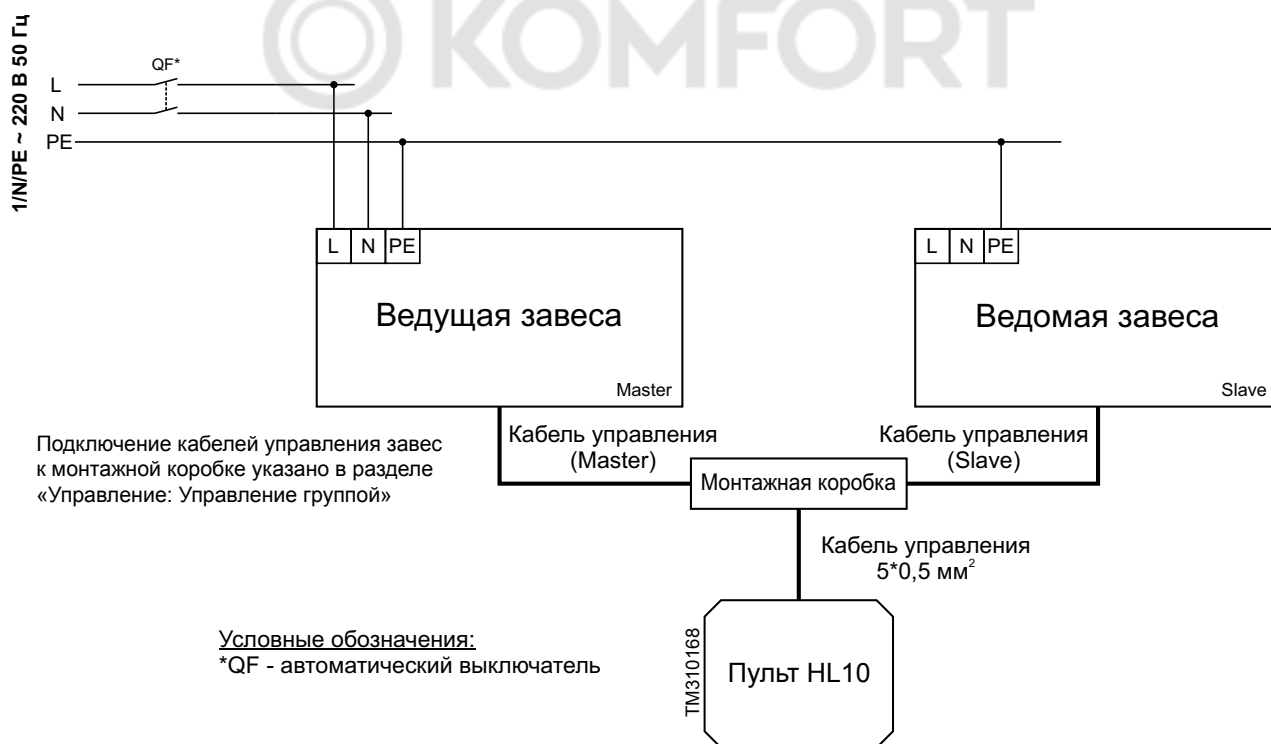 KOMFORT
1/N/PE ~ 220 В 50 Гц
QF*
L
N
PE
L N PE
Ведущая завеса
Master
L N PE
Ведомая завеса
Slave
Подключение кабелей управления завес
к монтажной коробке указано в разделе
«Управление: Управление группой»
Кабель управления
(Master)
Кабель управления
(Slave)
Монтажная коробка
Кабель управления
5*0,5 мм²
Условные обозначения:
*QF - автоматический выключатель
TM310168
Пульт HL10